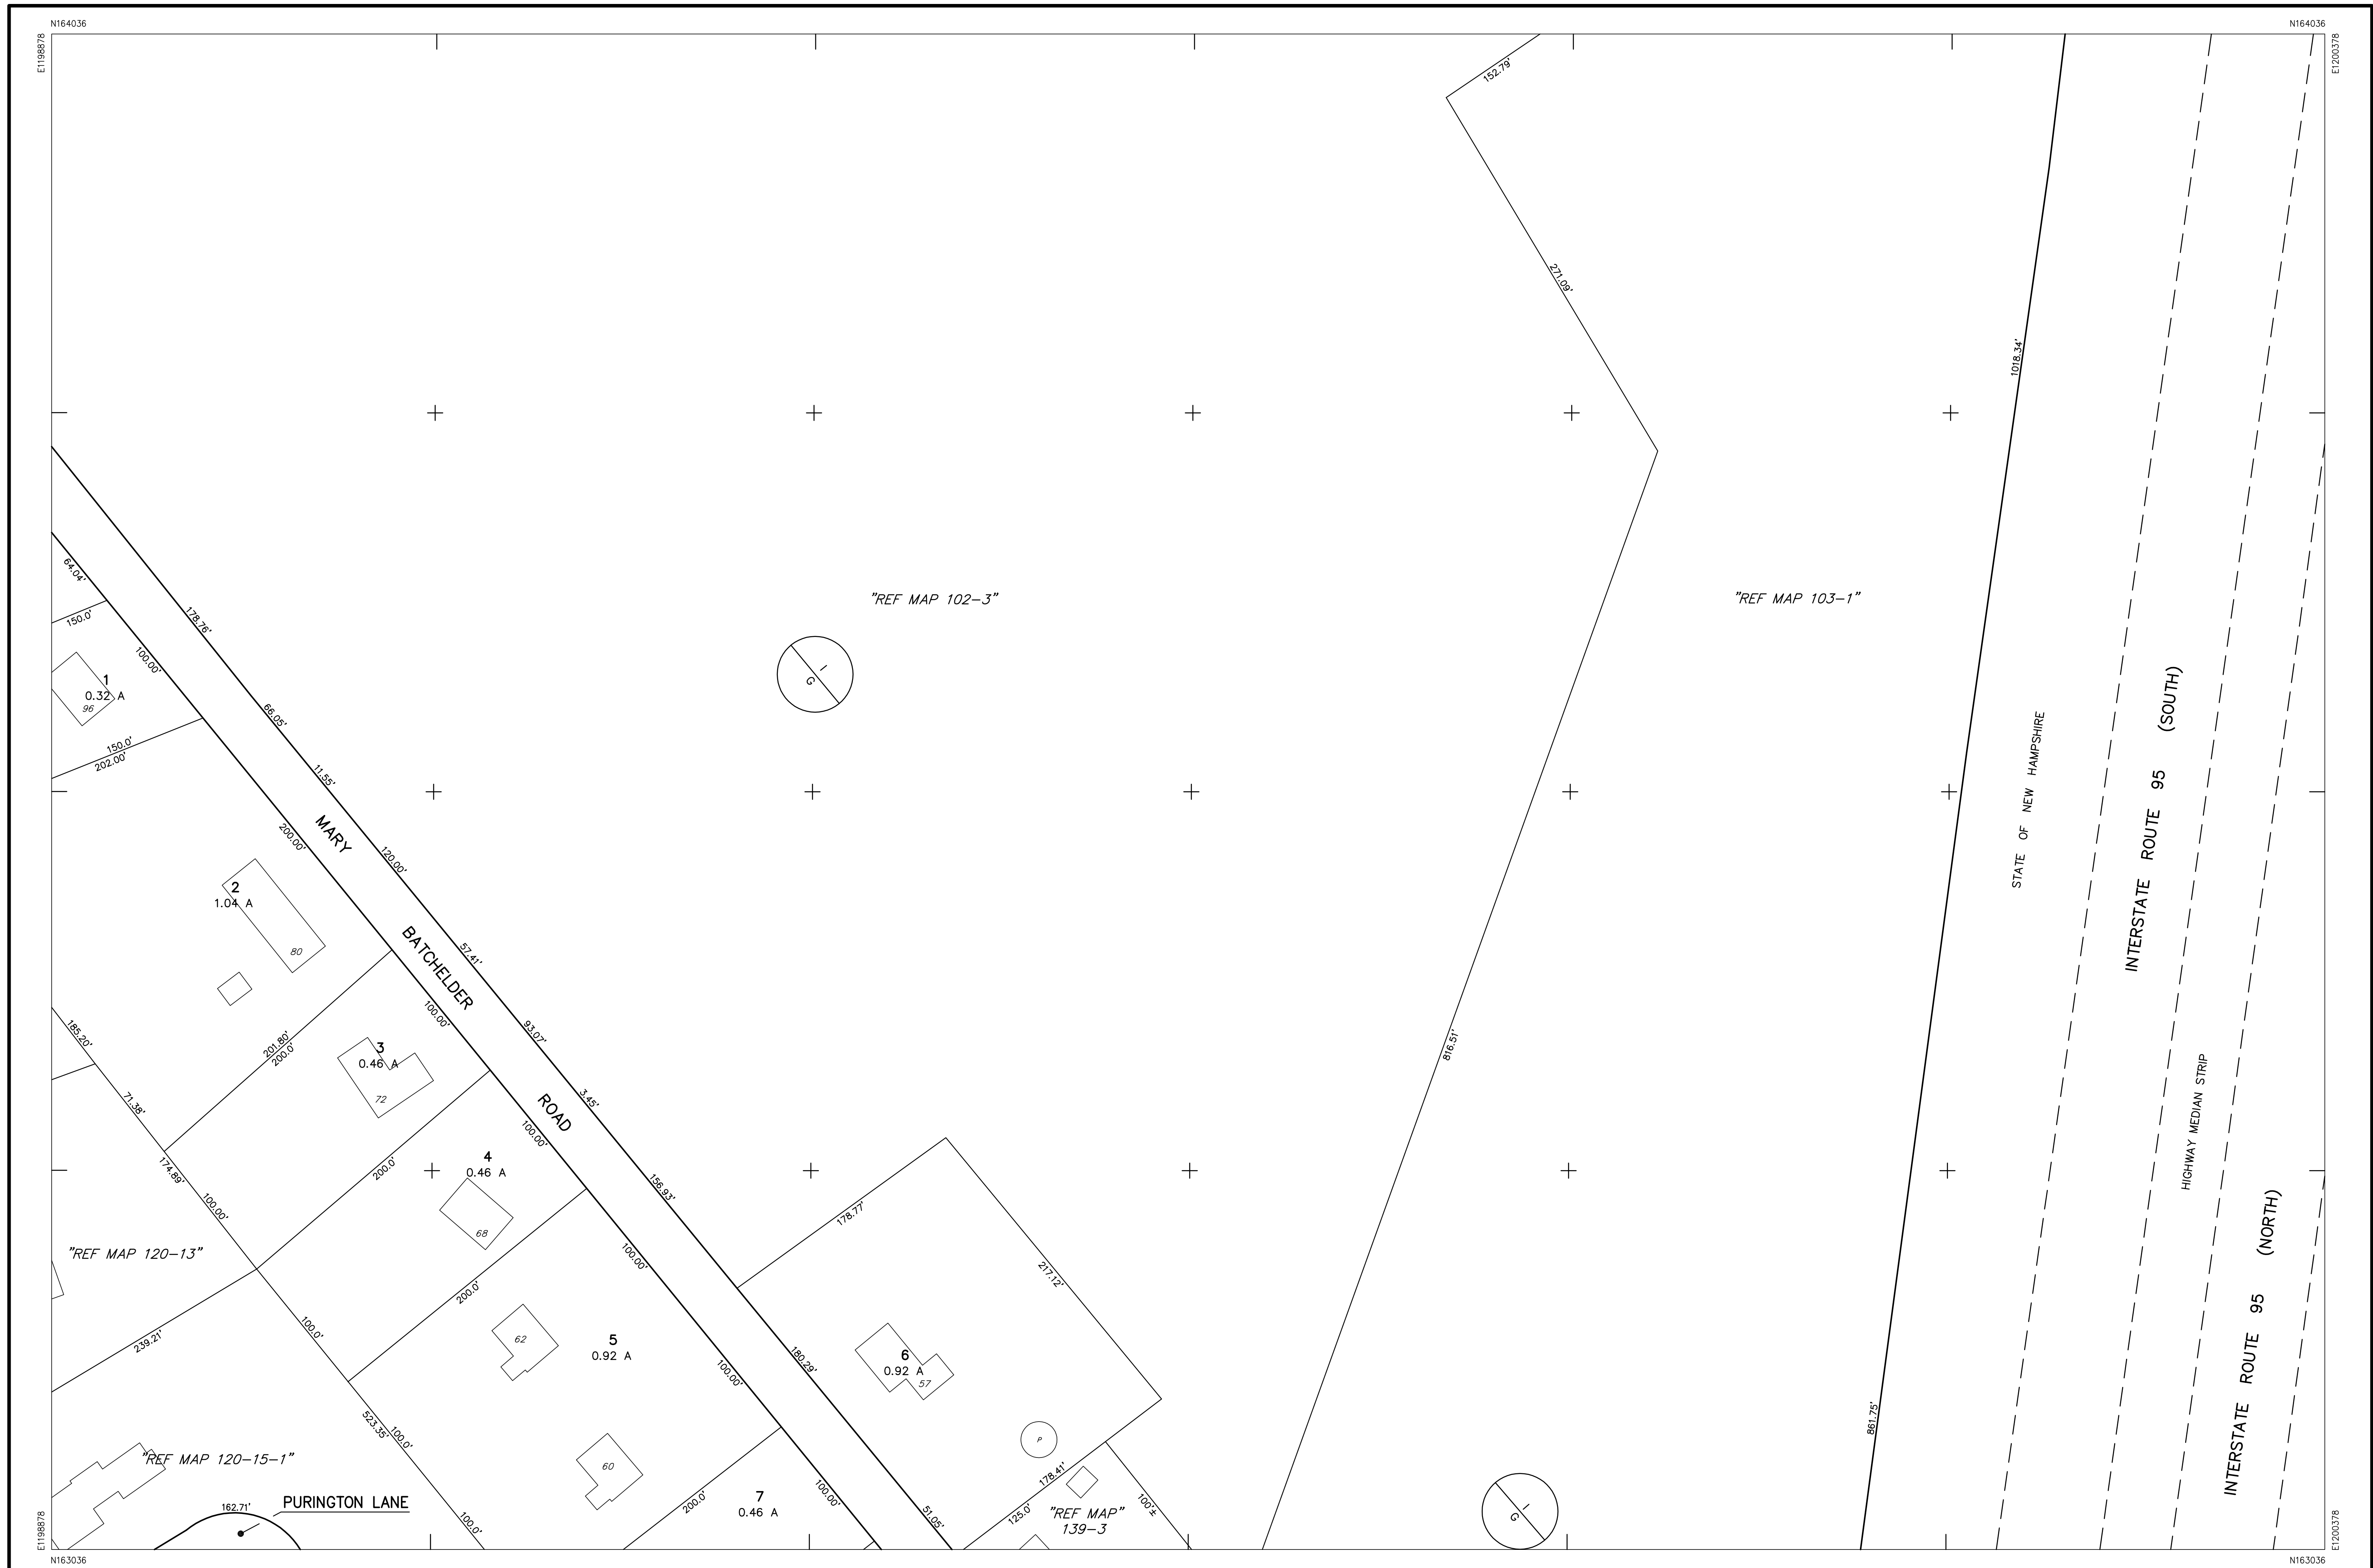 N164036
N164036
E1198878
E1200378
152.79'
271.09'
1018.34'
64.04'
150.0'
178.76'
100.00'
"REF MAP 102-3"
"REF MAP 103-1"
I
G
1
0.32 A
96
66.05'
150.0'
202.00'
11.55'
STATE OF NEW HAMPSHIRE
INTERSTATE ROUTE 95 (SOUTH)
200.00'
MARY
120.00'
2
1.04 A
80
BATCHELDER
57.41'
100.00'
185.20'
201.80'
200.0'
3
0.46 A
72
93.07'
816.51'
71.38'
3.45'
ROAD
100.00'
HIGHWAY MEDIAN STRIP
174.89'
200.0'
4
0.46 A
68
156.93'
178.77'
100.00'
"REF MAP 120-13"
100.00'
217.12'
INTERSTATE ROUTE 95 (NORTH)
200.0'
239.21'
100.0'
62
5
0.92 A
100.00'
180.29'
6
0.92 A
57
523.35'
100.0'
861.75'
P
"REF MAP 120-15-1"
60
178.41'
162.71'
PURINGTON LANE
200.0'
7
0.46 A
100.00'
51.05'
125.0'
"REF MAP"
139-3
100'±
I
G
100.0'
E1198878
E1200378
N163036
N163036